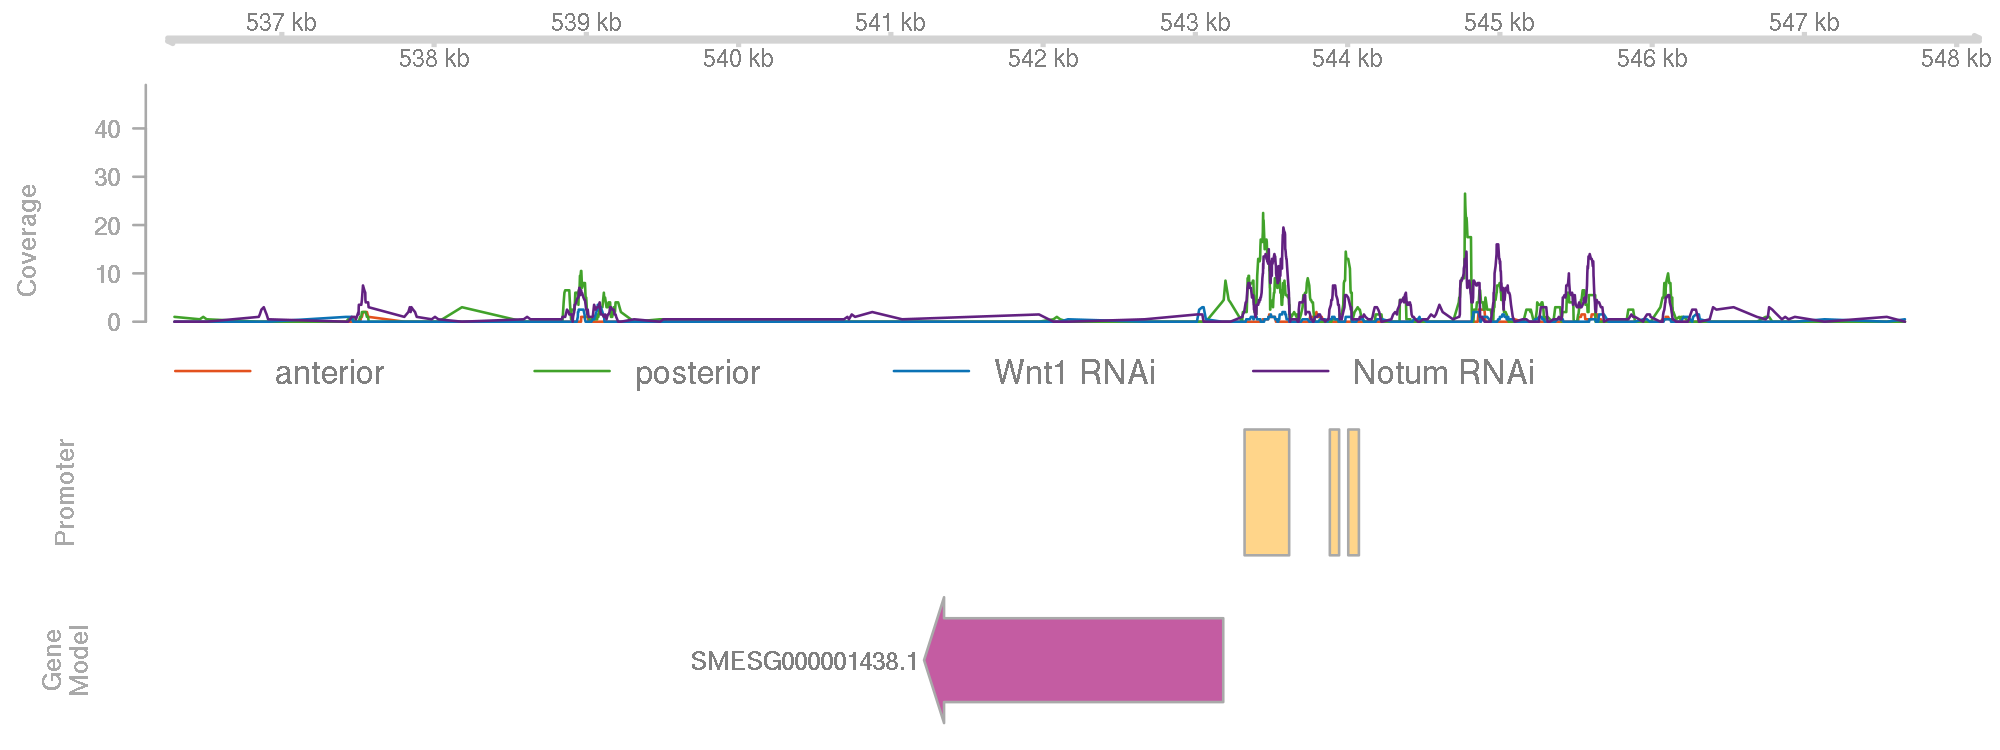 537 kb 539 kb 541 kb 543 kb 545 kb 547 kb
538 kb 540 kb 542 kb 544 kb 546 kb 548 kb
Coverage
40
30
20
10
0
anterior posterior Wnt1 RNAi Notum RNAi
Promoter
Gene
Model
SMESG000001438.1